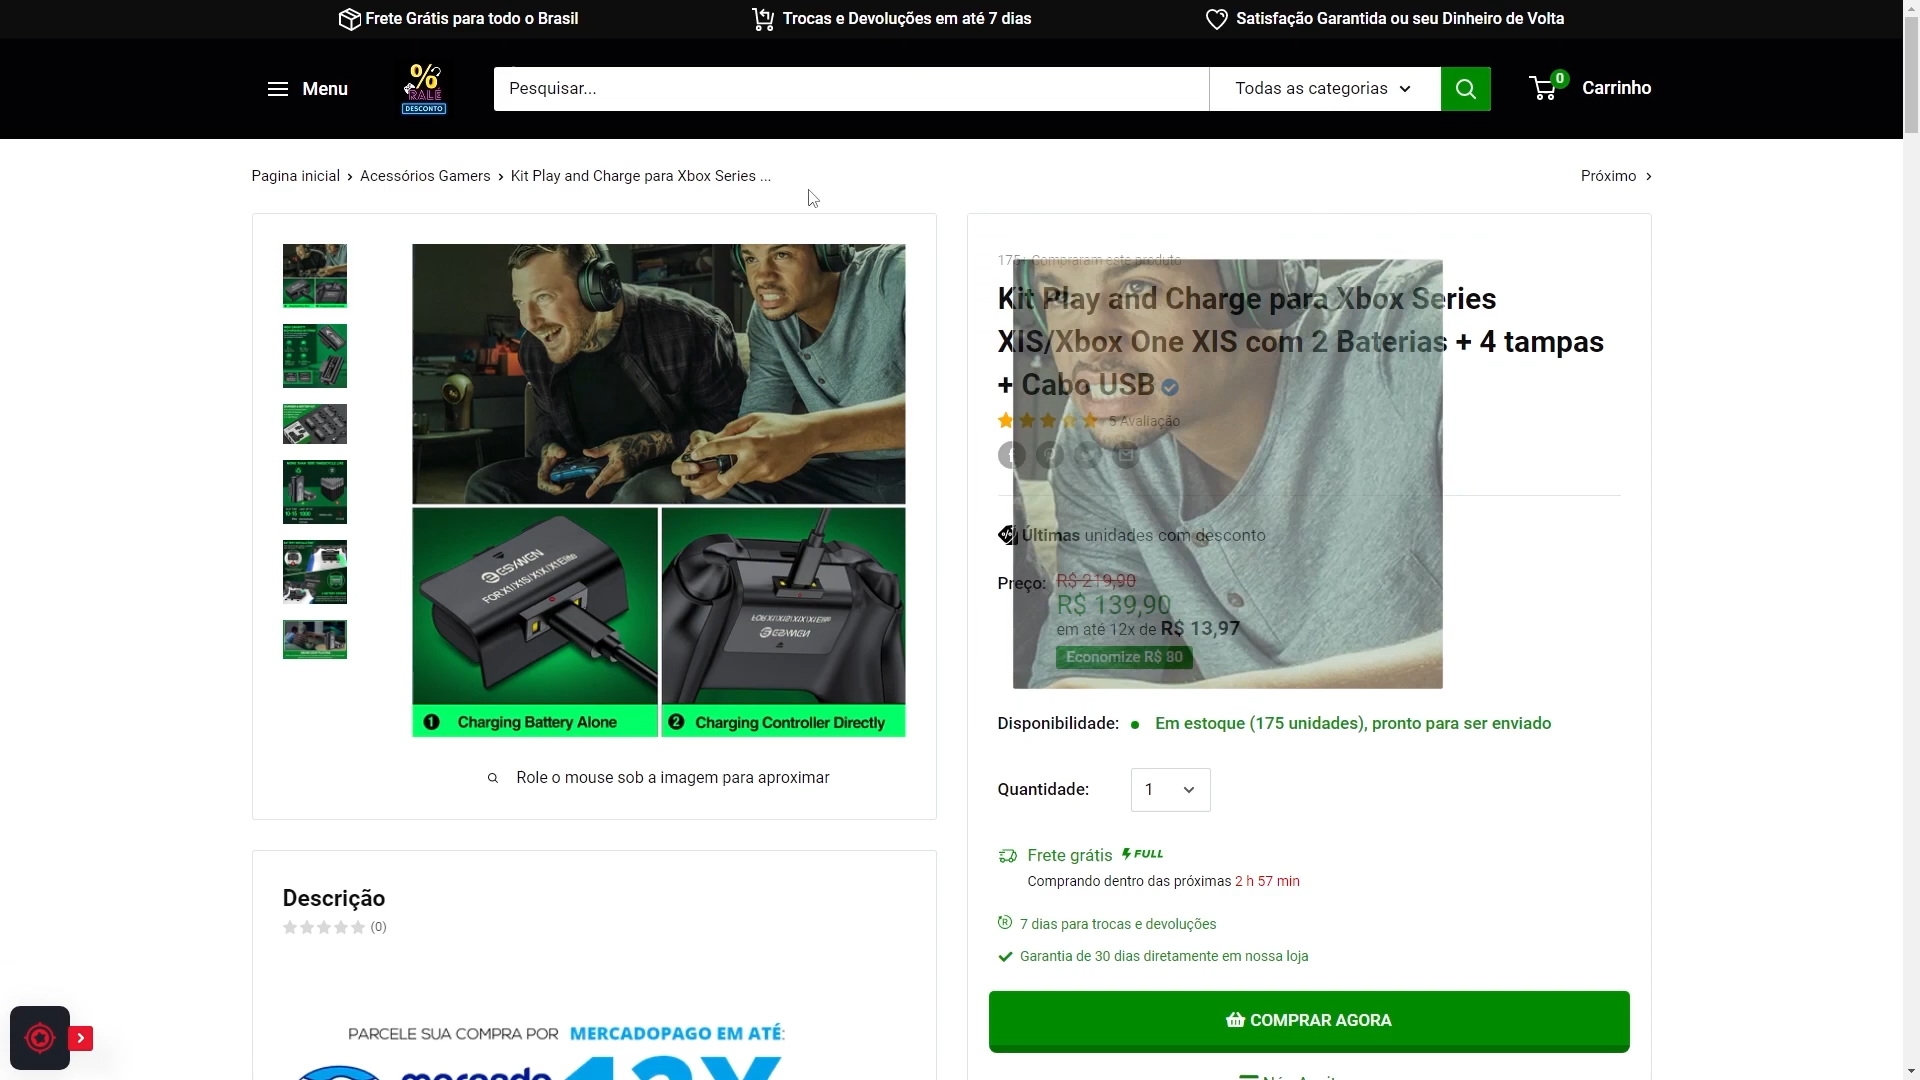 Frete Grátis para todo o Brasil
Trocas e Devoluções em até 7 dias
Satisfação Garantida ou seu Dinheiro de Volta
Menu
%
RALÉ
DESCONTO
Pesquisar...
Todas as categorias
0
Carrinho
Pagina inicial › Acessórios Gamers › Kit Play and Charge para Xbox Series ...
Próximo ›
175+ Compraram este produto
Kit Play and Charge para Xbox Series
XIS/Xbox One XIS com 2 Baterias + 4 tampas
+ Cabo USB
5 Avaliação
Últimas unidades com desconto
Preço: R$ 219,90
R$ 139,90
em até 12x de R$ 13,97
Economize R$ 80
GSANGN
FOR X1/X1S/X1X/X1 Elite
1 Charging Battery Alone
2 Charging Controller Directly
Role o mouse sob a imagem para aproximar
Disponibilidade: Em estoque (175 unidades), pronto para ser enviado
Quantidade: 1
Frete grátis FULL
Comprando dentro das próximas 2 h 57 min
7 dias para trocas e devoluções
Garantia de 30 dias diretamente em nossa loja
COMPRAR AGORA
Descrição
(0)
PARCELE SUA COMPRA POR MERCADOPAGO EM ATÉ:
mercado 12X